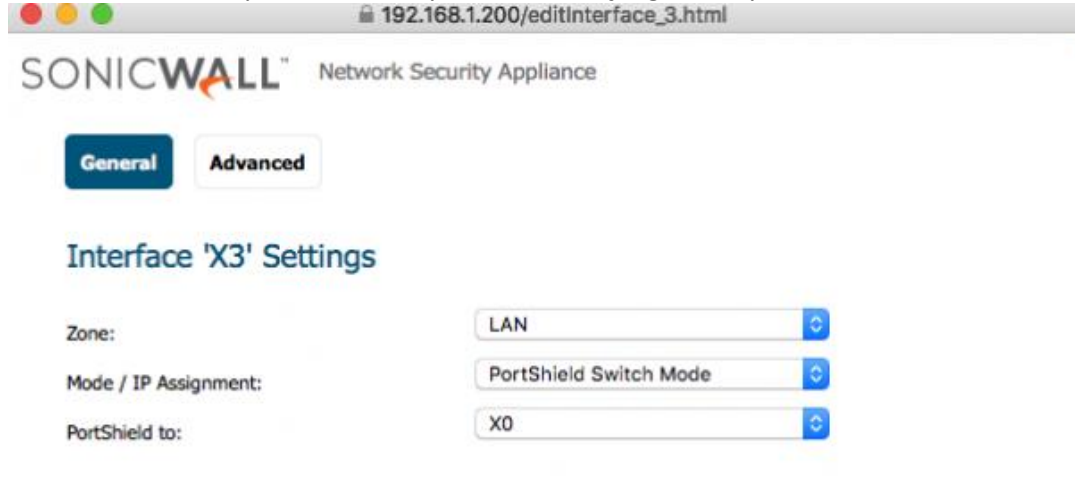 192.168.1.200/editInterface_3.html
SONICWALL™ Network Security Appliance
General Advanced
Interface 'X3' Settings
Zone: LAN
Mode / IP Assignment: PortShield Switch Mode
PortShield to: X0